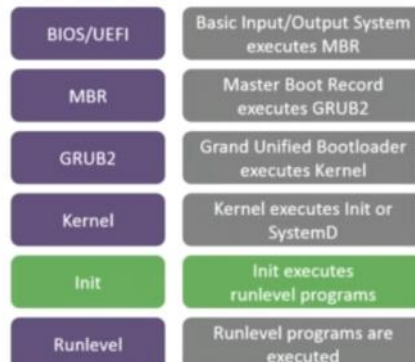 BIOS/UEFI
Basic Input/Output System
executes MBR
MBR
Master Boot Record
executes GRUB2
GRUB2
Grand Unified Bootloader
executes Kernel
Kernel
Kernel executes Init or
SystemD
Init
Init executes
runlevel programs
Runlevel
Runlevel programs are
executed